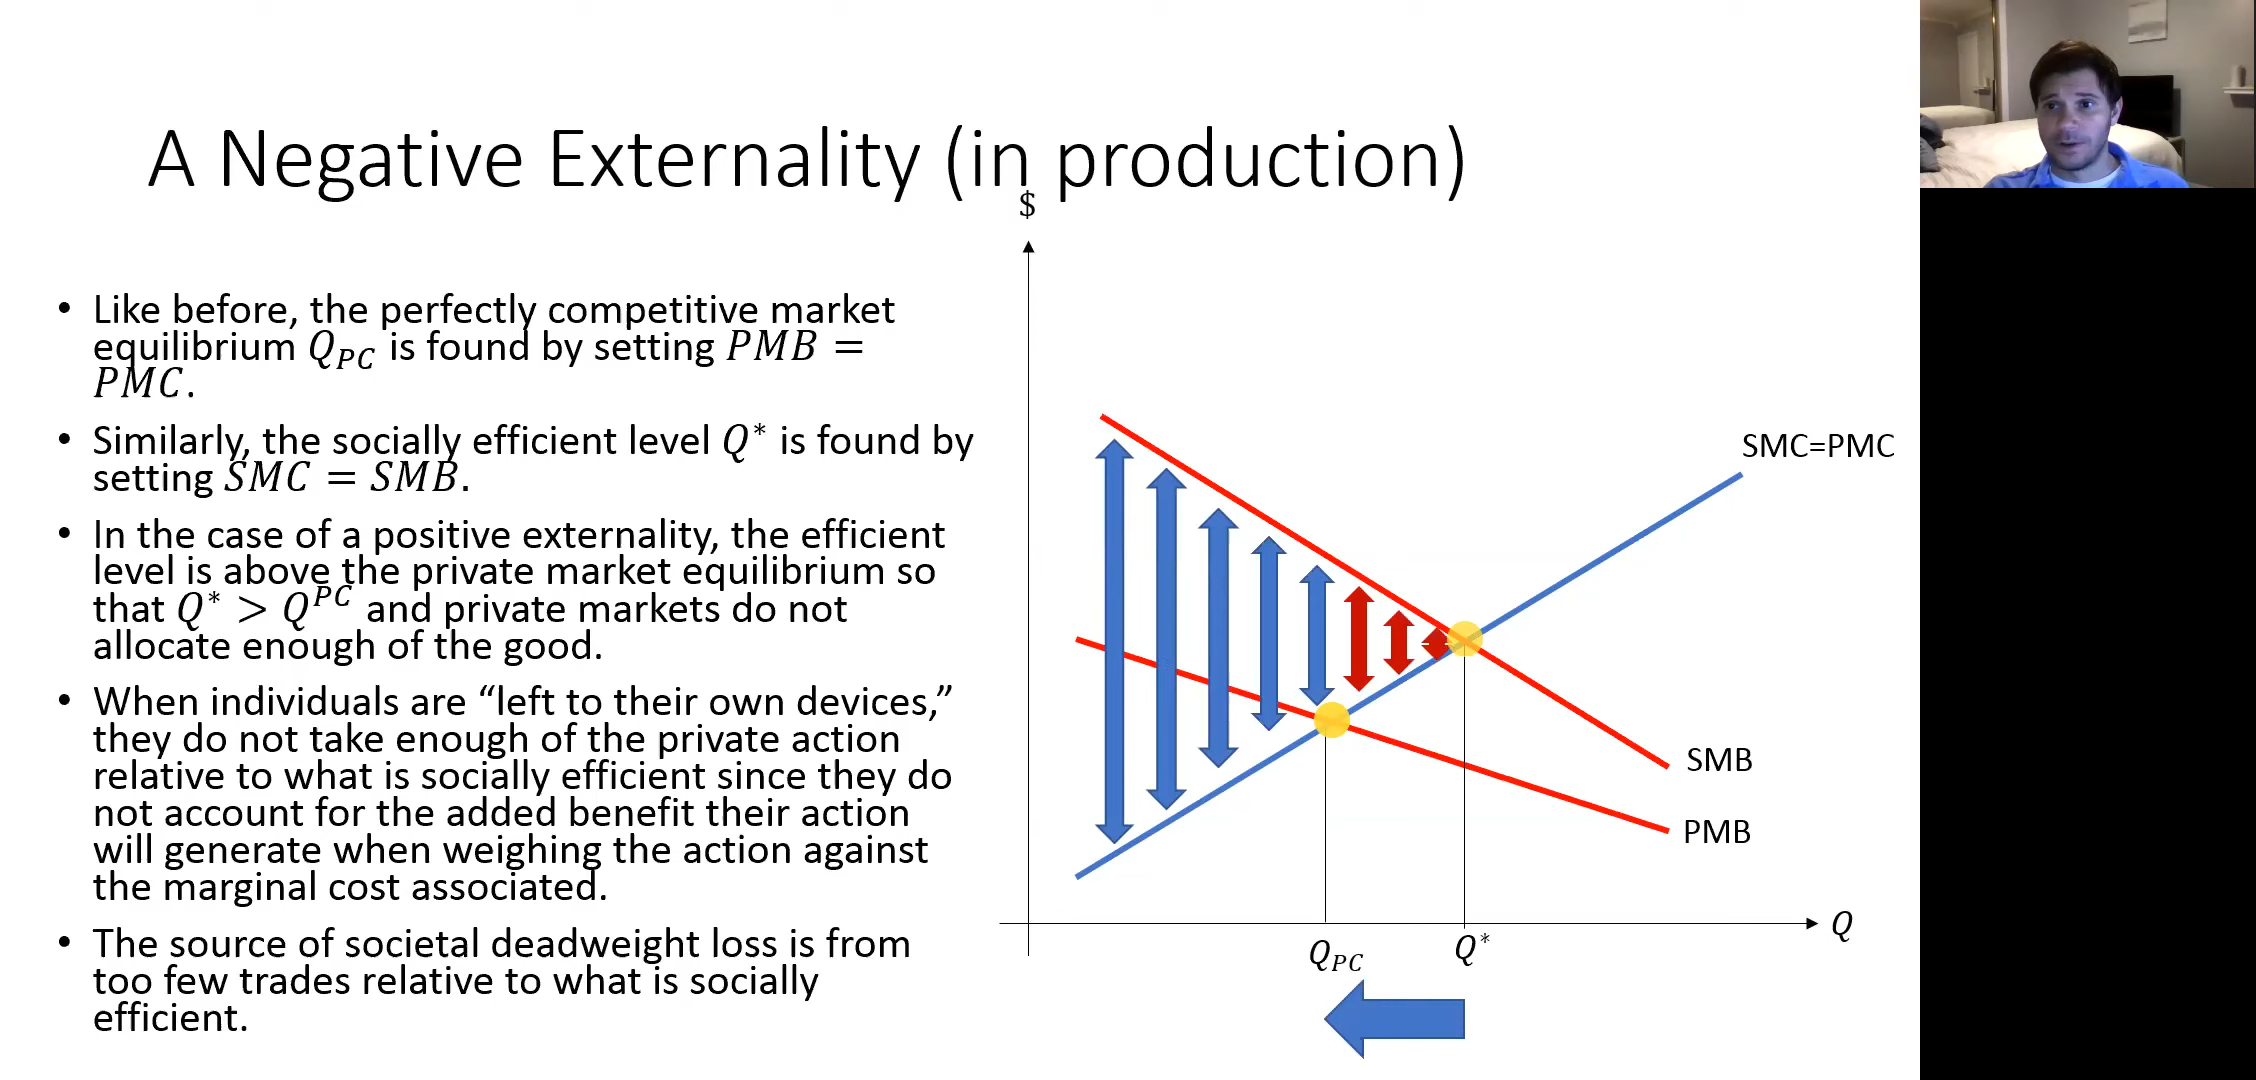 A Negative Externality (in production)
• Like before, the perfectly competitive market
equilibrium Q_PC is found by setting PMB =
PMC.
• Similarly, the socially efficient level Q* is found by
setting SMC = SMB.
• In the case of a positive externality, the efficient
level is above the private market equilibrium so
that Q* > Q^PC and private markets do not
allocate enough of the good.
• When individuals are “left to their own devices,”
they do not take enough of the private action
relative to what is socially efficient since they do
not account for the added benefit their action
will generate when weighing the action against
the marginal cost associated.
• The source of societal deadweight loss is from
too few trades relative to what is socially
efficient.
$
SMC=PMC
SMB
PMB
Q
Q_PC
Q*